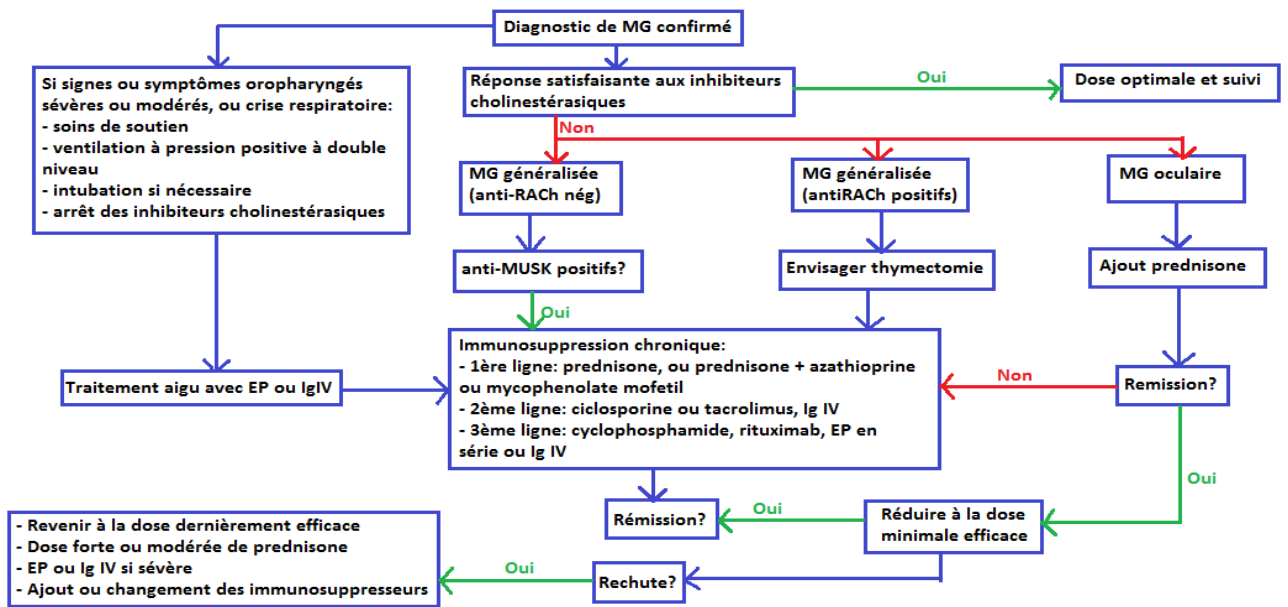 Diagnostic de MG confirmé
Si signes ou symptômes oropharyngés
sévères ou modérés, ou crise respiratoire:
- soins de soutien
- ventilation à pression positive à double
niveau
- intubation si nécessaire
- arrêt des inhibiteurs cholinestérasiques
Réponse satisfaisante aux inhibiteurs
cholinestérasiques
Oui
Dose optimale et suivi
Non
MG généralisée
(anti-RACh nég)
MG généralisée
(antiRACh positifs)
MG oculaire
anti-MUSK positifs?
Envisager thymectomie
Ajout prednisone
Oui
Traitement aigu avec EP ou IgIV
Immunosuppression chronique:
- 1ère ligne: prednisone, ou prednisone + azathioprine
ou mycophenolate mofetil
- 2ème ligne: ciclosporine ou tacrolimus, Ig IV
- 3ème ligne: cyclophosphamide, rituximab, EP en
série ou Ig IV
Non
Remission?
Oui
Rémission?
Oui
Réduire à la dose
minimale efficace
- Revenir à la dose dernièrement efficace
- Dose forte ou modérée de prednisone
- EP ou Ig IV si sévère
- Ajout ou changement des immunosuppresseurs
Oui
Rechute?